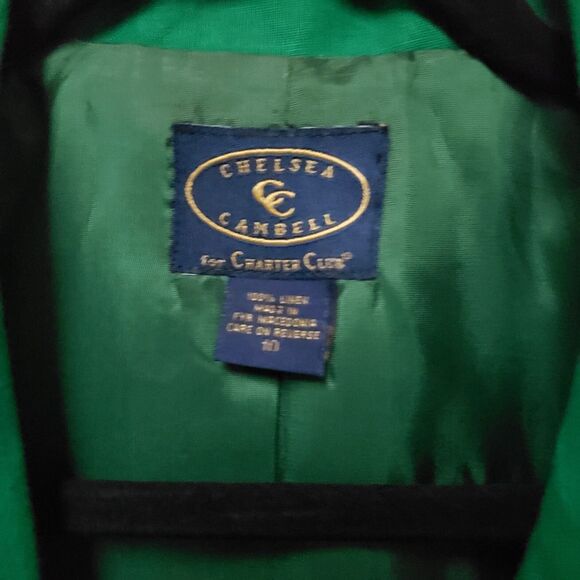 CHELSEA
CC
CAMBELL
for CHARTER CLUB®
100% LINEN
MADE IN
FYR MACEDONIA
CARE ON REVERSE
10